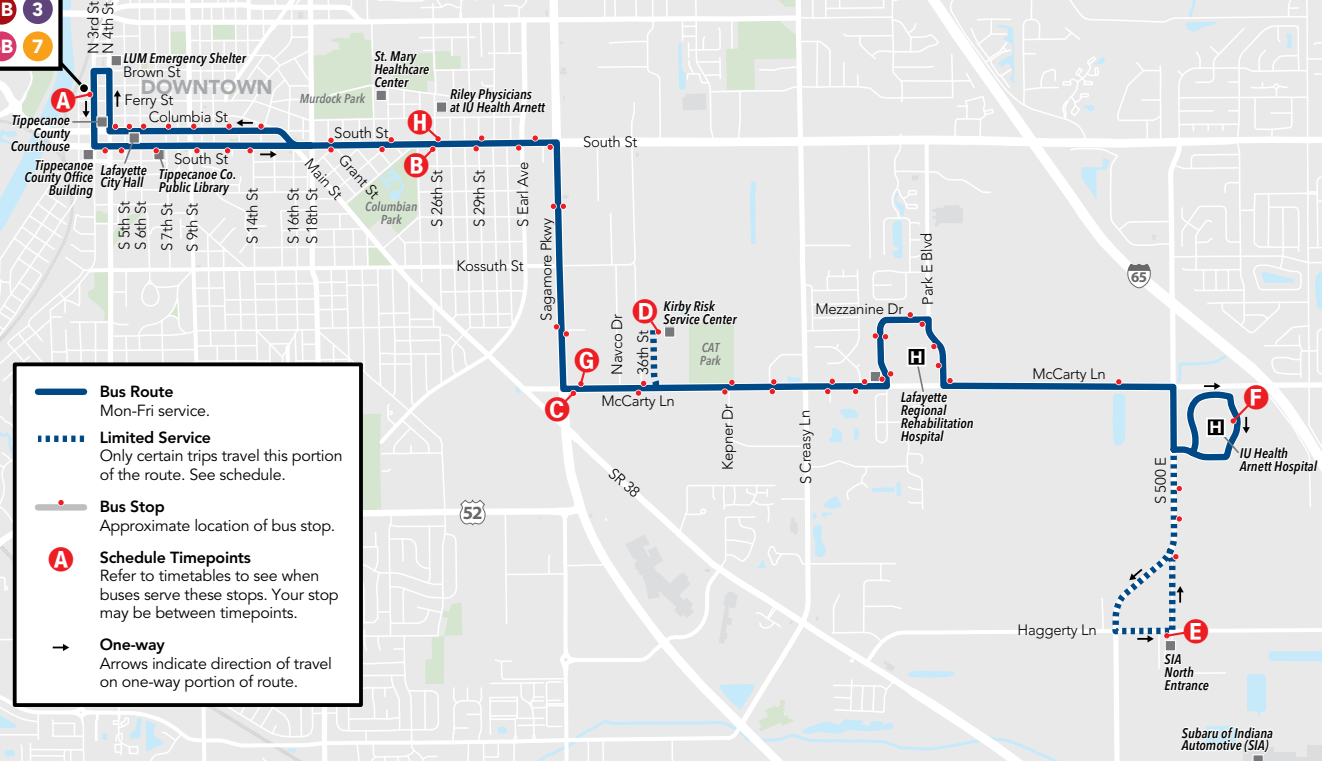 B 3
B 7
N 3rd St
N 4th St
LUM Emergency Shelter
Brown St
DOWNTOWN
A
Ferry St
Columbia St
Tippecanoe
County
Courthouse
Tippecanoe
County Office
Building
Lafayette
City Hall
South St
Tippecanoe Co.
Public Library
S 5th St
S 6th St
S 7th St
S 9th St
S 14th St
S 16th St
S 18th St
Main St
Grant St
Murdock Park
St. Mary
Healthcare
Center
Riley Physicians
at IU Health Arnett
South St
H
B
Columbian
Park
S 26th St
S 29th St
S Earl Ave
South St
Sagamore Pkwy
Kossuth St
Navco Dr
36th St
D
Kirby Risk
Service Center
CAT
Park
G
C
McCarty Ln
Kepner Dr
S Creasy Ln
SR 38
52
Mezzanine Dr
Park E Blvd
H
Lafayette
Regional
Rehabilitation
Hospital
65
McCarty Ln
F
H
IU Health
Arnett Hospital
S 500 E
Haggerty Ln
E
SIA
North
Entrance
Subaru of Indiana
Automotive (SIA)
Bus Route
Mon-Fri service.
Limited Service
Only certain trips travel this portion
of the route. See schedule.
Bus Stop
Approximate location of bus stop.
A
Schedule Timepoints
Refer to timetables to see when
buses serve these stops. Your stop
may be between timepoints.
One-way
Arrows indicate direction of travel
on one-way portion of route.